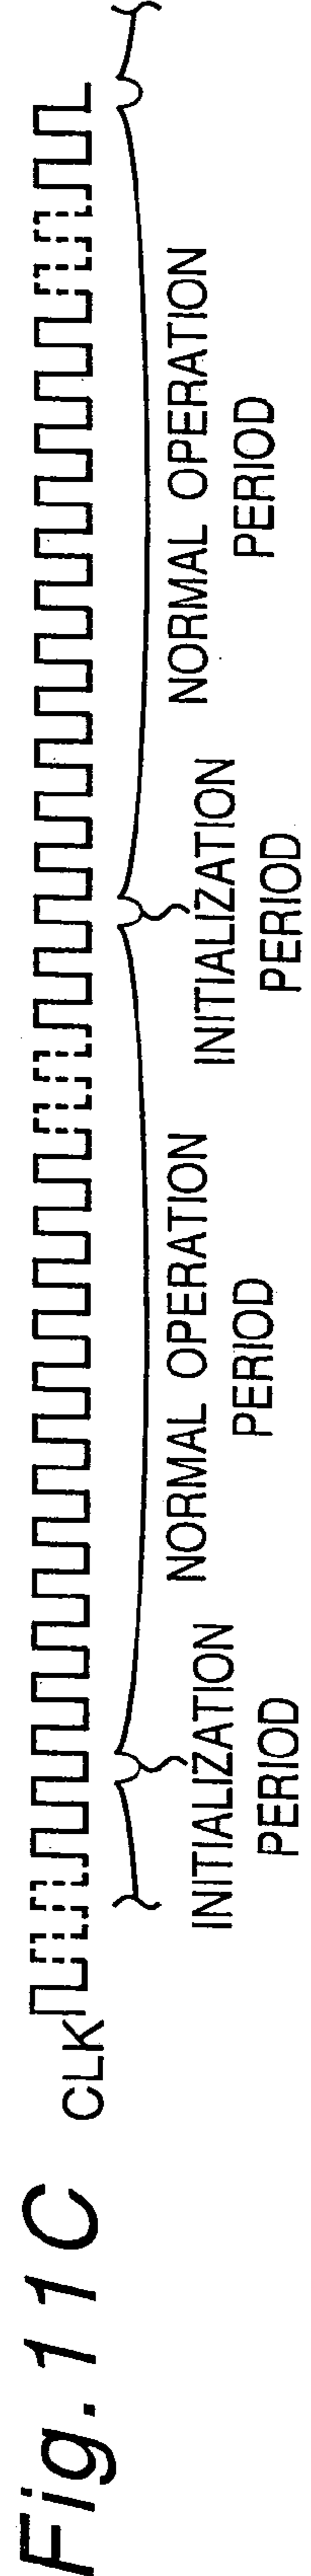 Fig. 11C
CLK
INITIALIZATION
PERIOD
NORMAL OPERATION
PERIOD
INITIALIZATION
PERIOD
NORMAL OPERATION
PERIOD